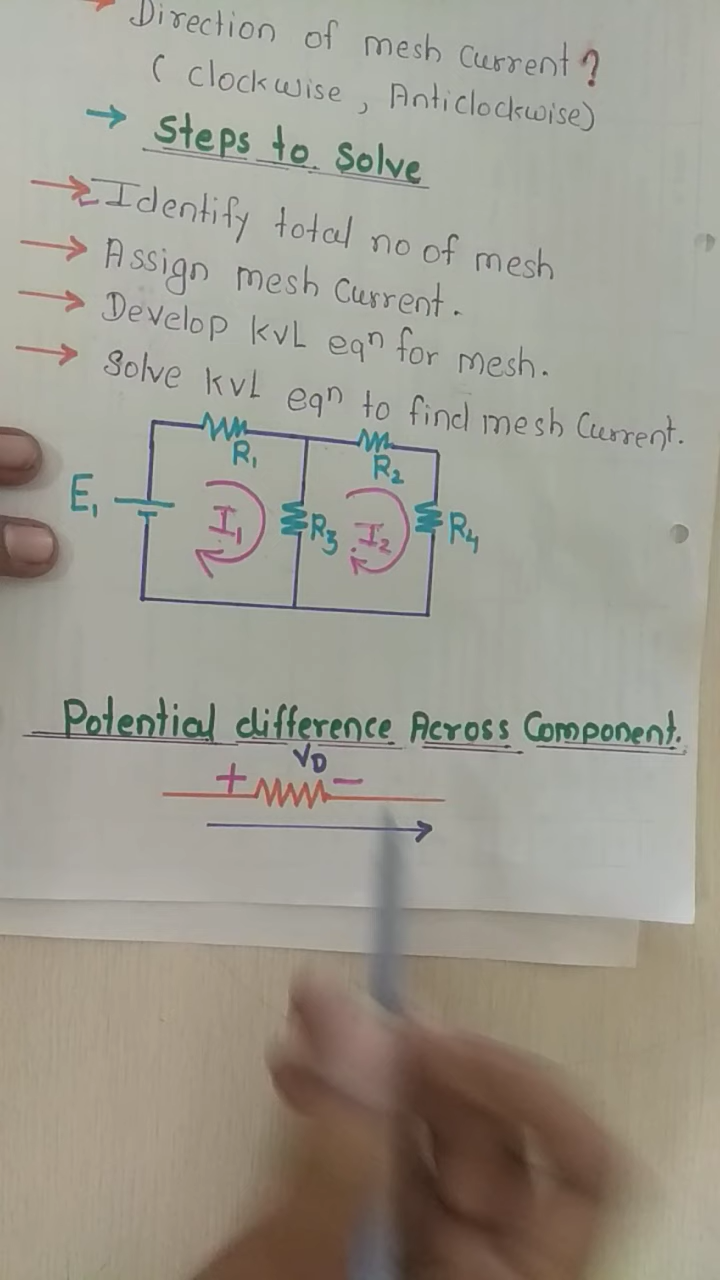 Direction of mesh current?
( clockwise , Anticlockwise)
→ Steps to Solve
→ Identify total no of mesh
→ Assign mesh Current.
→ Develop KVL eqⁿ for mesh.
→ Solve KVL eqⁿ to find mesh Current.
R₁ R₂
E₁ I₁ R₃ I₂ R₄
Potential difference Across Component.
VD
+ −